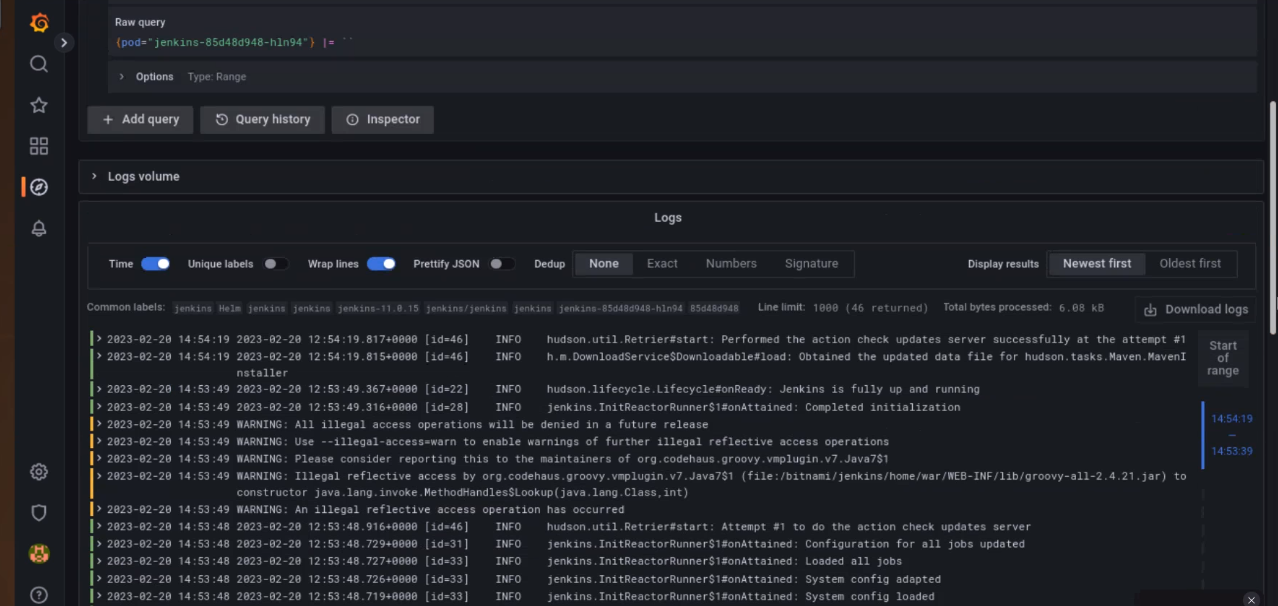 Raw query
{pod="jenkins-85d48d948-hln94"} |= ``
Options Type: Range
+ Add query Query history Inspector
Logs volume
Logs
Time Unique labels Wrap lines Prettify JSON Dedup None Exact Numbers Signature Display results Newest first Oldest first
Common labels: jenkins Helm jenkins jenkins jenkins-11.0.15 jenkins/jenkins jenkins jenkins-85d48d948-hln94 85d48d948 Line limit: 1000 (46 returned) Total bytes processed: 6.08 kB Download logs
2023-02-20 14:54:19 2023-02-20 12:54:19.817+0000 [id=46] INFO hudson.util.Retrier#start: Performed the action check updates server successfully at the attempt #1
2023-02-20 14:54:19 2023-02-20 12:54:19.815+0000 [id=46] INFO h.m.DownloadService$Downloadable#load: Obtained the updated data file for hudson.tasks.Maven.MavenI
nstaller
2023-02-20 14:53:49 2023-02-20 12:53:49.367+0000 [id=22] INFO hudson.lifecycle.Lifecycle#onReady: Jenkins is fully up and running
2023-02-20 14:53:49 2023-02-20 12:53:49.316+0000 [id=28] INFO jenkins.InitReactorRunner$1#onAttained: Completed initialization
2023-02-20 14:53:49 WARNING: All illegal access operations will be denied in a future release
2023-02-20 14:53:49 WARNING: Use --illegal-access=warn to enable warnings of further illegal reflective access operations
2023-02-20 14:53:49 WARNING: Please consider reporting this to the maintainers of org.codehaus.groovy.vmplugin.v7.Java7$1
2023-02-20 14:53:49 WARNING: Illegal reflective access by org.codehaus.groovy.vmplugin.v7.Java7$1 (file:/bitnami/jenkins/home/war/WEB-INF/lib/groovy-all-2.4.21.jar) to
constructor java.lang.invoke.MethodHandles$Lookup(java.lang.Class,int)
2023-02-20 14:53:49 WARNING: An illegal reflective access operation has occurred
2023-02-20 14:53:48 2023-02-20 12:53:48.916+0000 [id=46] INFO hudson.util.Retrier#start: Attempt #1 to do the action check updates server
2023-02-20 14:53:48 2023-02-20 12:53:48.729+0000 [id=31] INFO jenkins.InitReactorRunner$1#onAttained: Configuration for all jobs updated
2023-02-20 14:53:48 2023-02-20 12:53:48.727+0000 [id=33] INFO jenkins.InitReactorRunner$1#onAttained: Loaded all jobs
2023-02-20 14:53:48 2023-02-20 12:53:48.726+0000 [id=33] INFO jenkins.InitReactorRunner$1#onAttained: System config adapted
2023-02-20 14:53:48 2023-02-20 12:53:48.719+0000 [id=33] INFO jenkins.InitReactorRunner$1#onAttained: System config loaded
Start
of
range
14:54:19
—
14:53:39